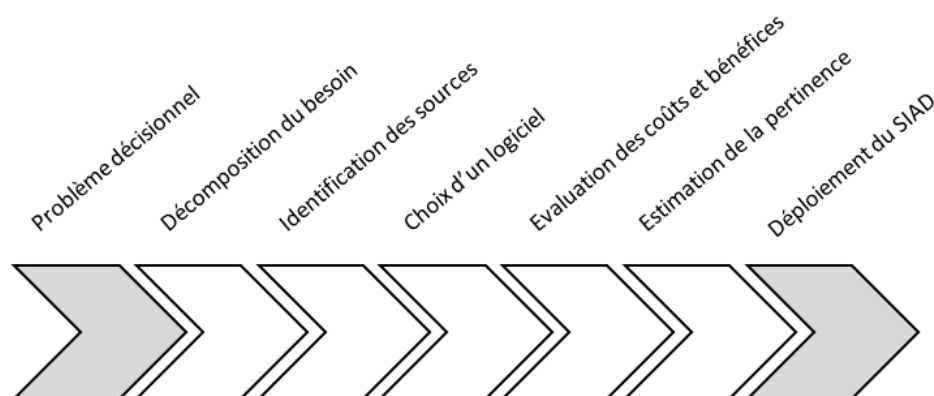 Problème décisionnel
Décomposition du besoin
Identification des sources
Choix d'un logiciel
Evaluation des coûts et bénéfices
Estimation de la pertinence
Déploiement du SIAD